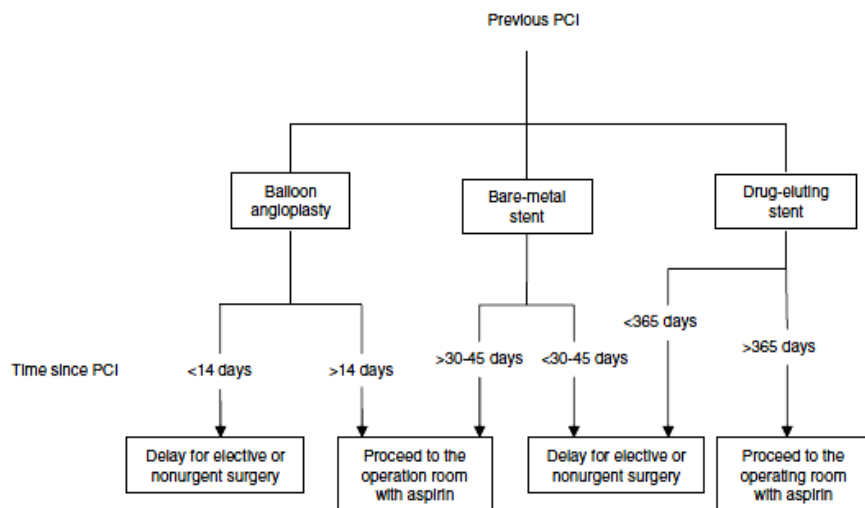 Previous PCI
Balloon
angioplasty
Bare-metal
stent
Drug-eluting
stent
<365 days
>365 days
>30-45 days
<30-45 days
Time since PCI
<14 days
>14 days
Delay for elective or
nonurgent surgery
Proceed to the
operation room
with aspirin
Delay for elective or
nonurgent surgery
Proceed to the
operating room
with aspirin